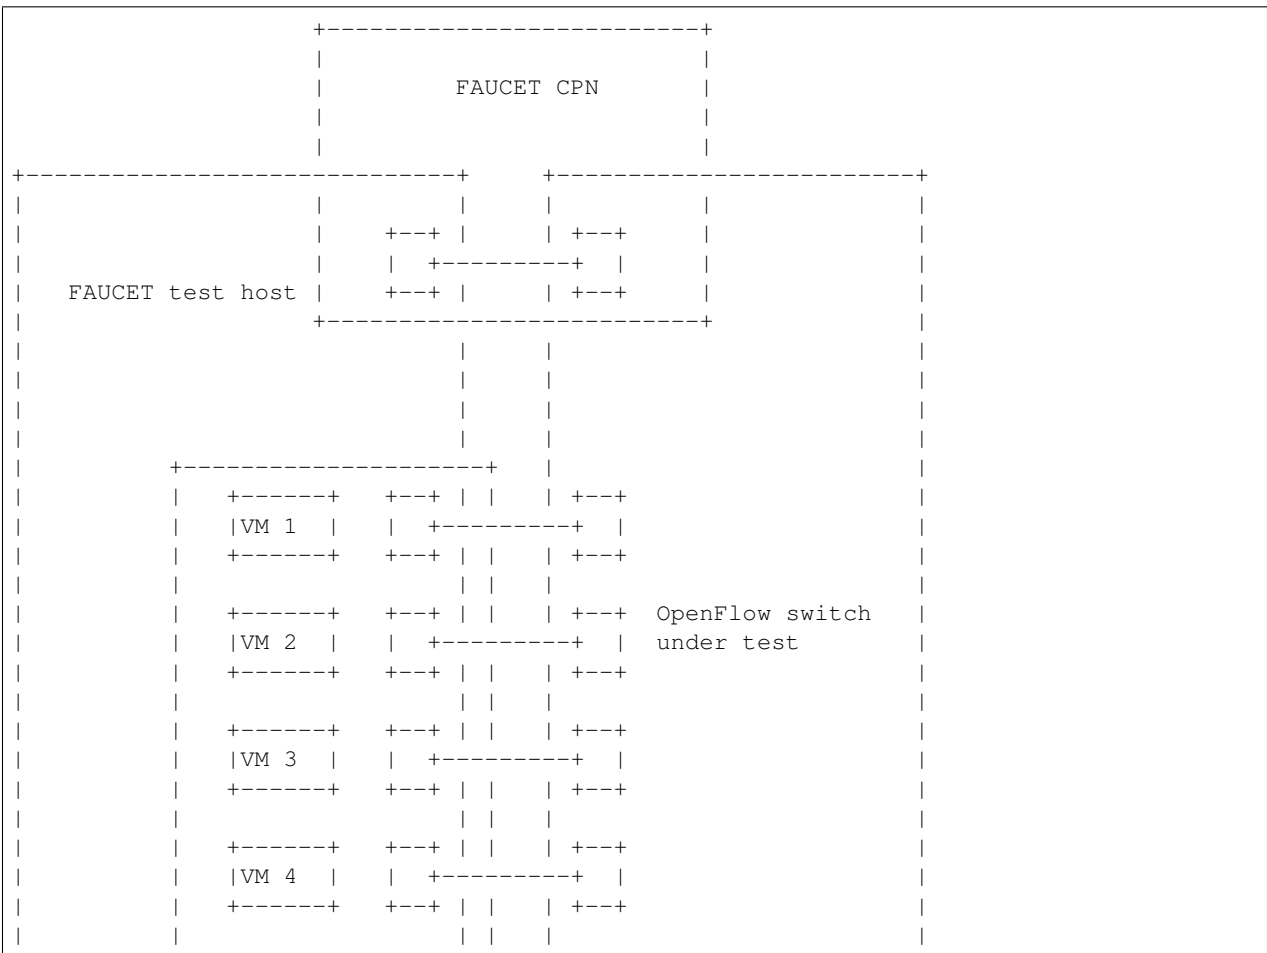 FAUCET CPN
FAUCET test host
VM 1
VM 2
OpenFlow switch
under test
VM 3
VM 4